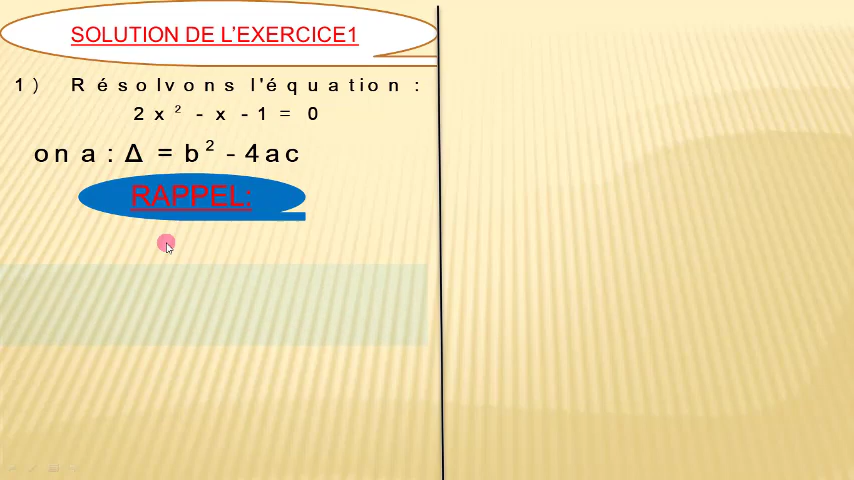 SOLUTION DE L’EXERCICE1
1) Résolvons l'équation :
2x² - x - 1 = 0
on a : Δ = b² - 4ac
RAPPEL: